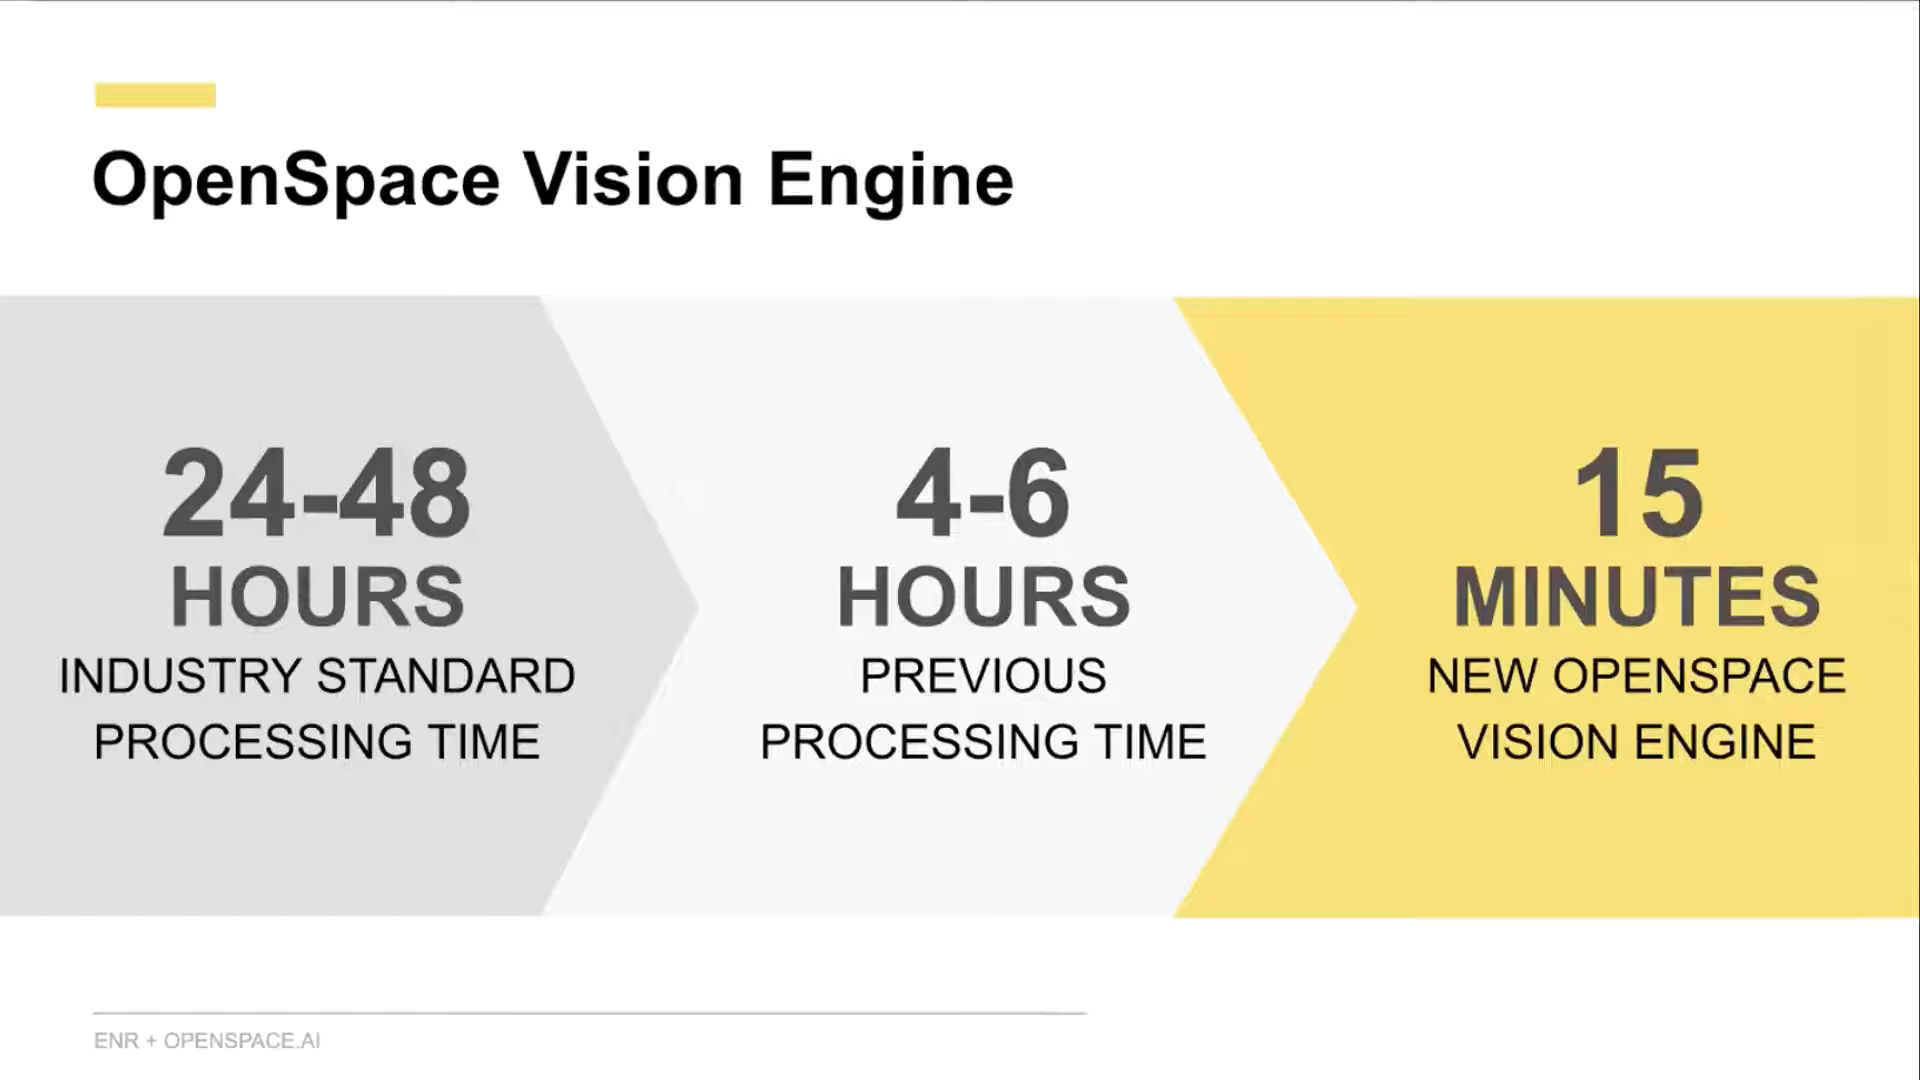 OpenSpace Vision Engine
24-48
HOURS
INDUSTRY STANDARD
PROCESSING TIME
4-6
HOURS
PREVIOUS
PROCESSING TIME
15
MINUTES
NEW OPENSPACE
VISION ENGINE
ENR + OPENSPACE.AI